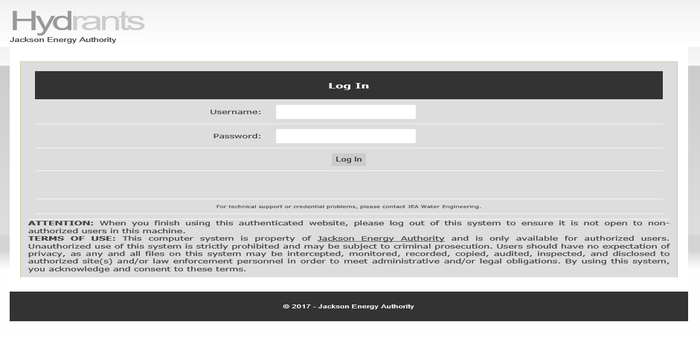 Hydrants
Jackson Energy Authority
Log In
Username:
Password:
Log In
For technical support or credential problems, please contact JEA Water Engineering.
ATTENTION: When you finish using this authenticated website, please log out of this system to ensure it is not open to non-
authorized users in this machine.
TERMS OF USE: This computer system is property of Jackson Energy Authority and is only available for authorized users.
Unauthorized use of this system is strictly prohibited and may be subject to criminal prosecution. Users should have no expectation of
privacy, as any and all files on this system may be intercepted, monitored, recorded, copied, audited, inspected, and disclosed to
authorized site(s) and/or law enforcement personnel in order to meet administrative and/or legal obligations. By using this system,
you acknowledge and consent to these terms.
© 2017 - Jackson Energy Authority